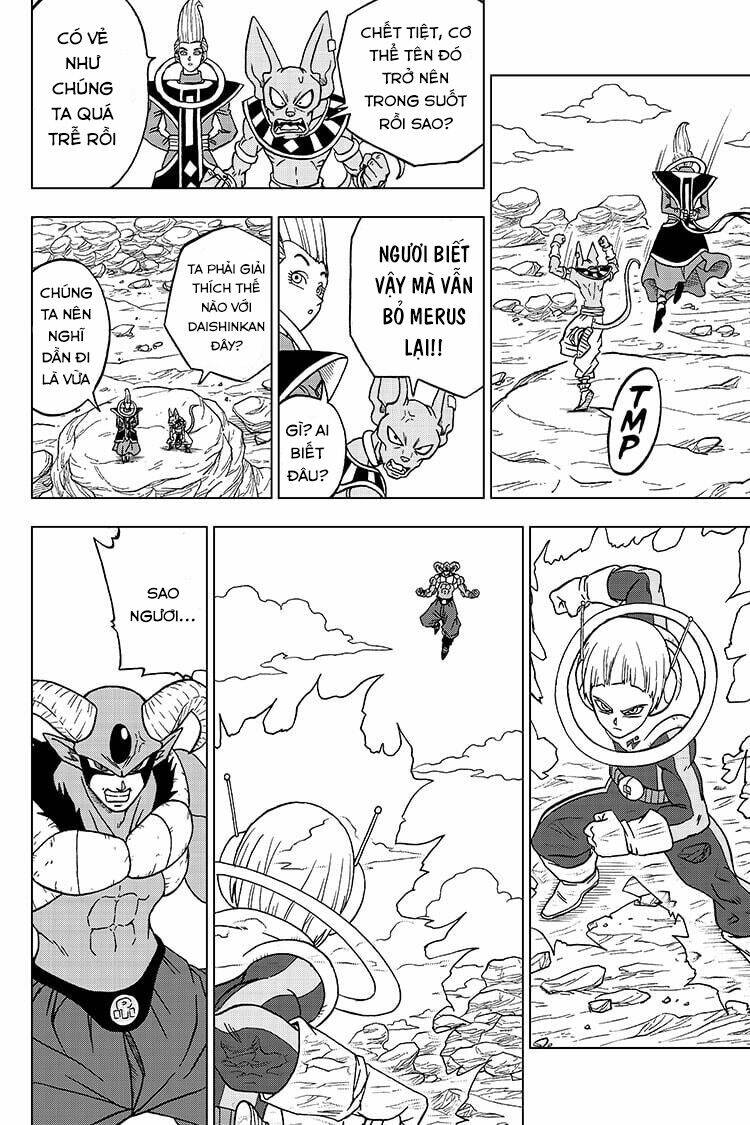 TMP
CHẾT TIỆT, CƠ
THỂ TÊN ĐÓ
TRỞ NÊN
TRONG SUỐT
RỒI SAO?
CÓ VẺ
NHƯ
CHÚNG
TA QUÁ
TRỄ RỒI
NGƯƠI BIẾT
VẬY MÀ VẪN
BỎ MERUS
LẠI!!
GÌ? AI
BIẾT
ĐÂU?
TA PHẢI GIẢI
THÍCH THẾ
NÀO VỚI
DAISHINKAN
ĐÂY?
CHÚNG
TA NÊN
NGHĨ
DẦN ĐI
LÀ VỪA
SAO
NGƯƠI...